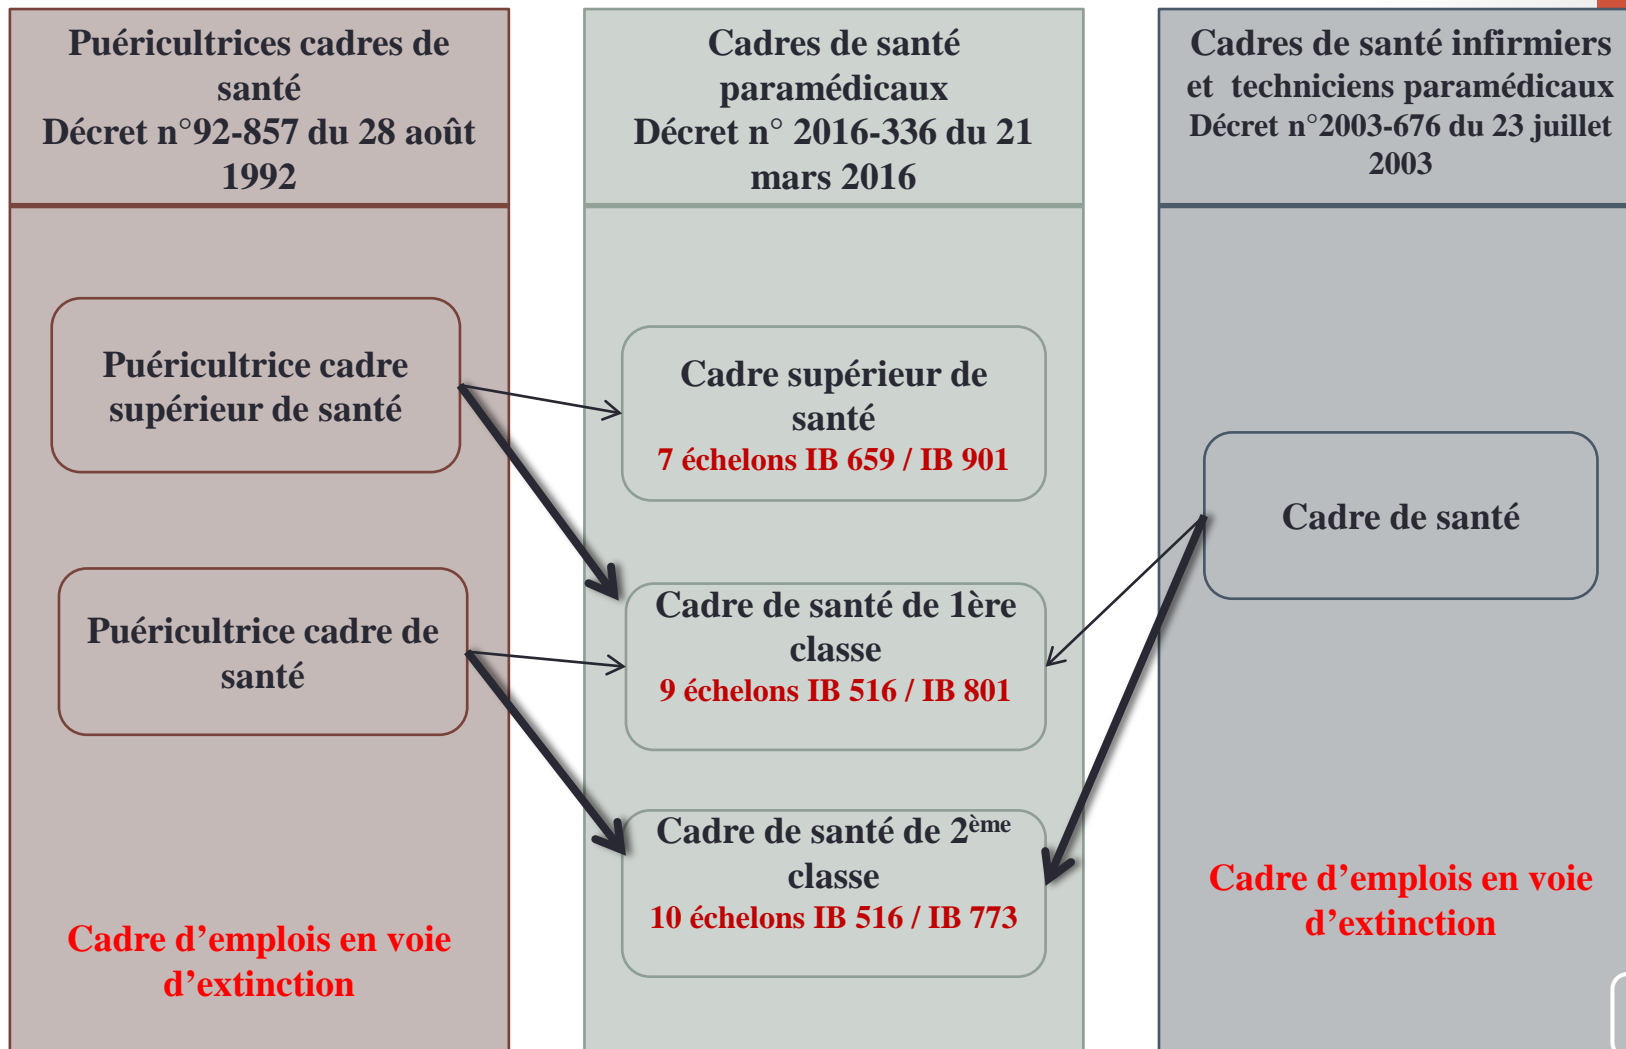 Puéricultrices cadres de
santé
Décret n°92-857 du 28 août
1992
Puéricultrice cadre
supérieur de santé
Puéricultrice cadre de
santé
Cadre d’emplois en voie
d’extinction
Cadres de santé
paramédicaux
Décret n° 2016-336 du 21
mars 2016
Cadre supérieur de
santé
7 échelons IB 659 / IB 901
Cadre de santé de 1ère
classe
9 échelons IB 516 / IB 801
Cadre de santé de 2ème
classe
10 échelons IB 516 / IB 773
Cadres de santé infirmiers
et techniciens paramédicaux
Décret n°2003-676 du 23 juillet
2003
Cadre de santé
Cadre d’emplois en voie
d’extinction